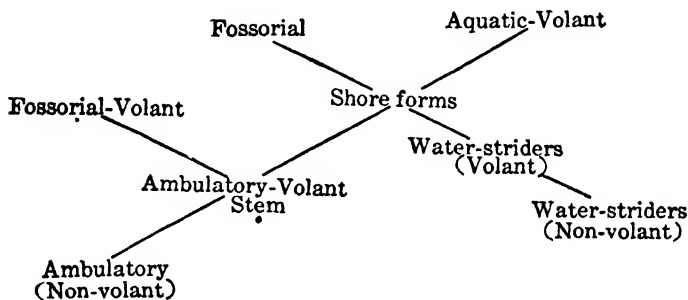 Fossorial
Aquatic-Volant
Shore forms
Fossorial-Volant
Water-striders
(Volant)
Ambulatory-Volant
Stem
Water-striders
(Non-volant)
Ambulatory
(Non-volant)